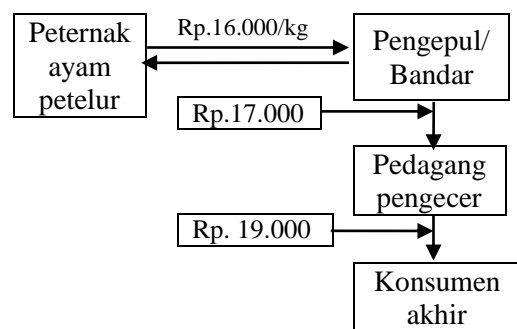 Peternak
ayam
petelur
Rp.16.000/kg
Pengepul/
Bandar
Rp.17.000
Pedagang
pengecer
Rp. 19.000
Konsumen
akhir